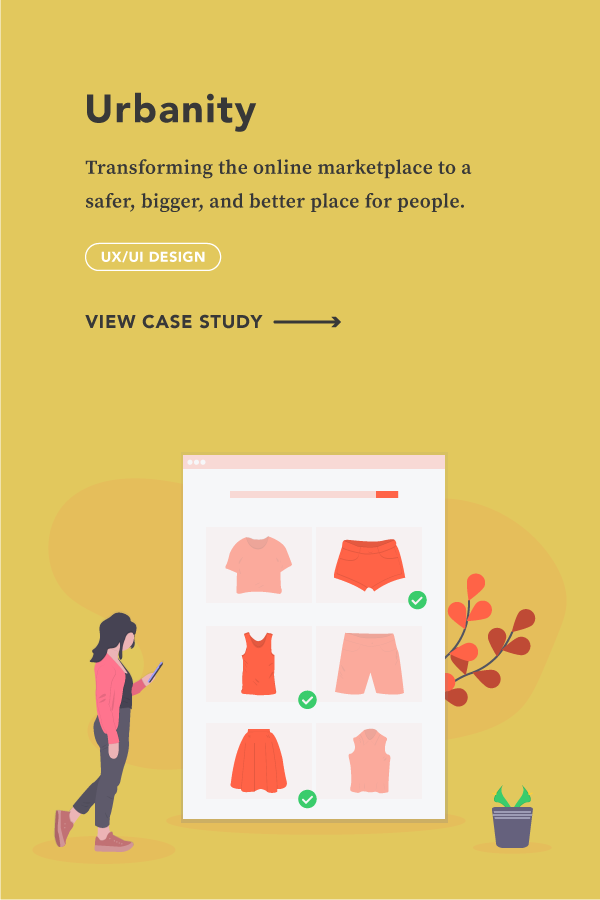 Urbanity
Transforming the online marketplace to a
safer, bigger, and better place for people.
UX/UI DESIGN
VIEW CASE STUDY